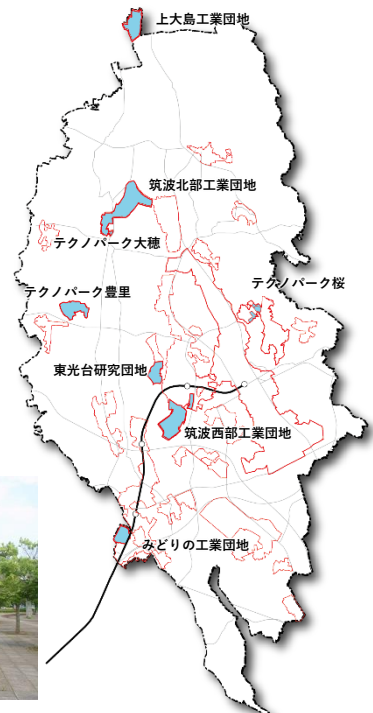 上大島工業団地
筑波北部工業団地
テクノパーク大穂
テクノパーク豊里
テクノパーク桜
東光台研究団地
筑波西部工業団地
みどりの工業団地